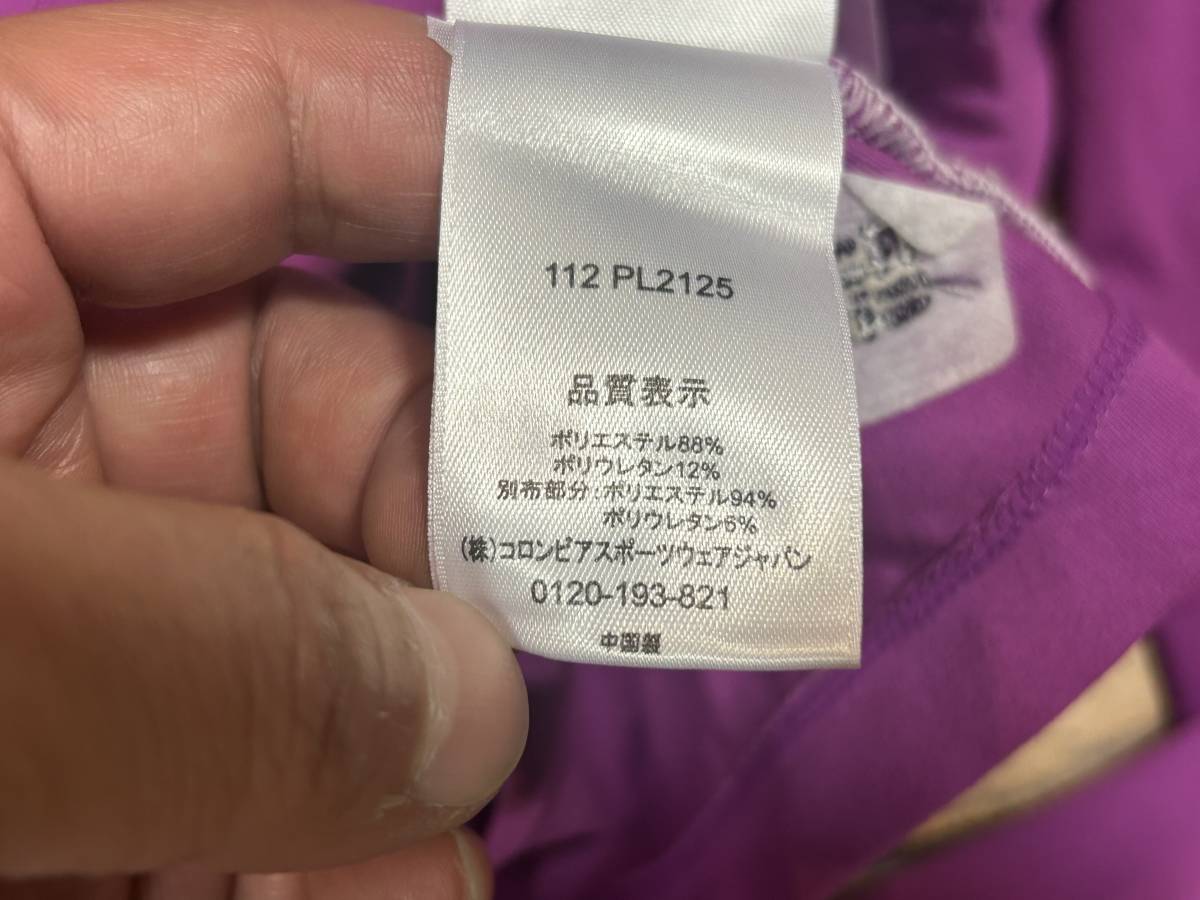 112 PL2125
品質表示
ポリエステル88%
ポリウレタン12%
別布部分:ポリエステル94%
ポリウレタン6%
(株)コロンビアスポーツウェアジャパン
0120-193-821
中国製